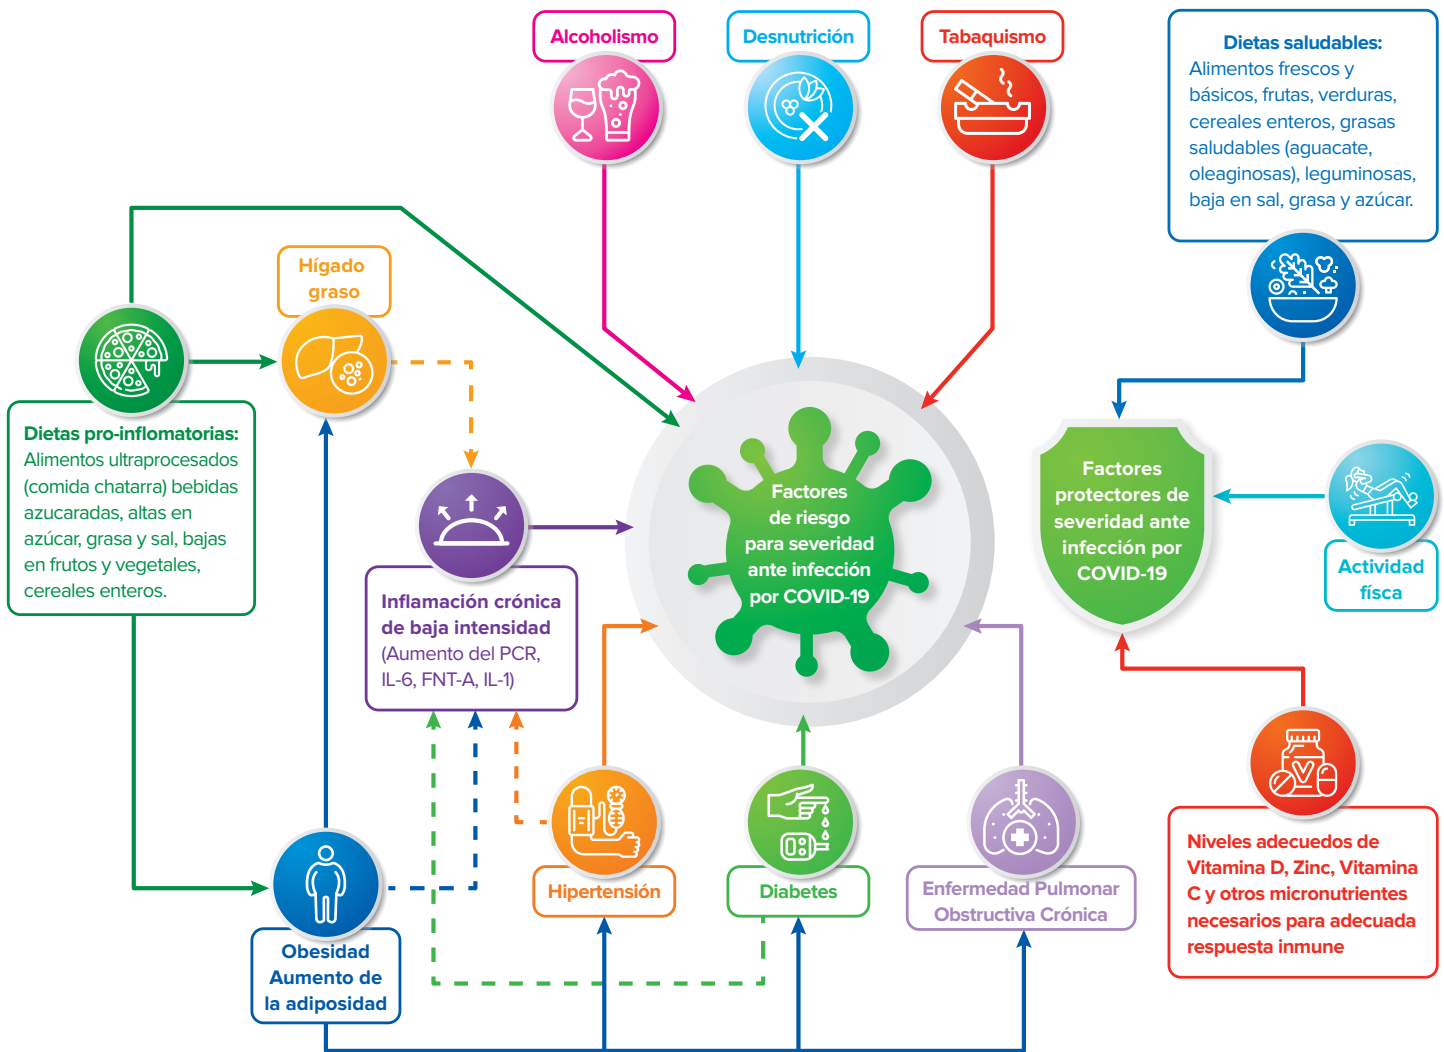 Alcoholismo
Desnutrición
Tabaquismo
Dietas saludables:
Alimentos frescos y
básicos, frutas, verduras,
cereales enteros, grasas
saludables (aguacate,
oleaginosas), leguminosas,
baja en sal, grasa y azúcar.
Hígado
graso
Dietas pro-inflomatorias:
Alimentos ultraprocesados
(comida chatarra) bebidas
azucaradas, altas en
azúcar, grasa y sal, bajas
en frutos y vegetales,
cereales enteros.
Factores
de riesgo
para severidad
ante infección
por COVID-19
Factores
protectores de
severidad ante
infección por
COVID-19
Actividad
físca
Inflamación crónica
de baja intensidad
(Aumento del PCR,
IL-6, FNT-A, IL-1)
Niveles adecuedos de
Vitamina D, Zinc, Vitamina
C y otros micronutrientes
necesarios para adecuada
respuesta inmune
Hipertensión
Diabetes
Enfermedad Pulmonar
Obstructiva Crónica
Obesidad
Aumento de
la adiposidad